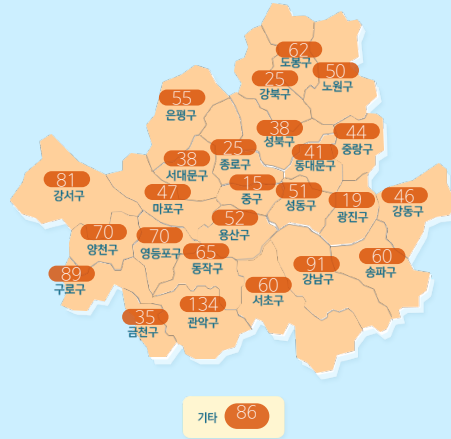 62
도봉구
50
노원구
25
강북구
55
은평구
38
성북구
44
중랑구
25
종로구
41
동대문구
38
서대문구
81
강서구
47
마포구
15
중구
51
성동구
19
광진구
46
강동구
52
용산구
70
양천구
70
영등포구
65
동작구
60
송파구
91
강남구
89
구로구
60
서초구
134
관악구
35
금천구
기타 86